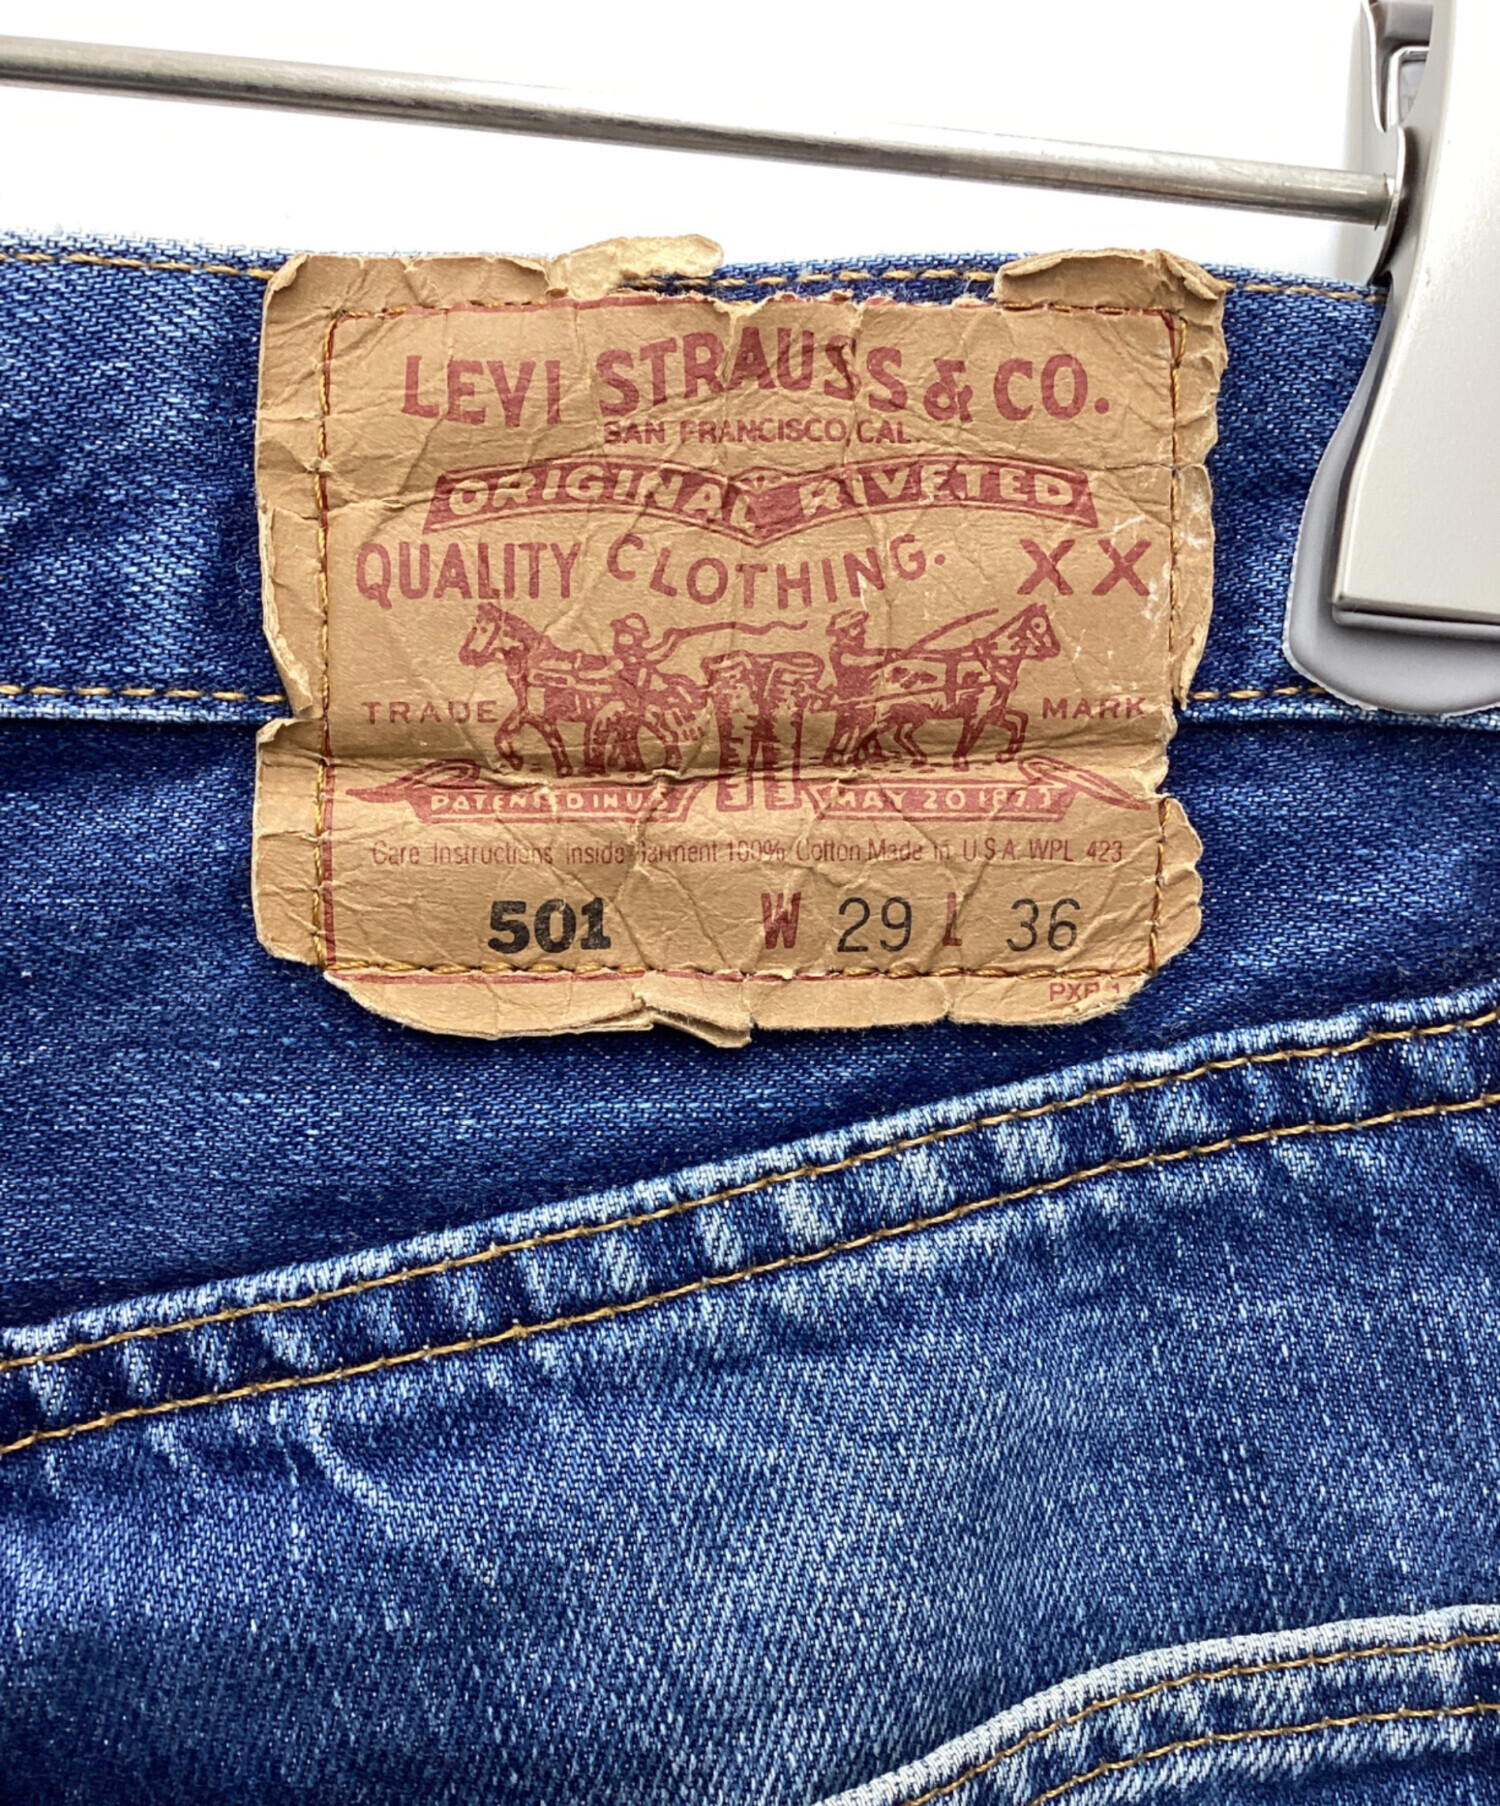 LEVI STRAUSS & CO.
SAN FRANCISCO, CAL.
ORIGINAL RIVETED
QUALITY CLOTHING. XX
TRADE MARK
PATENTED IN U.S. MAY 20 1873
Care Instructions Inside Garment 100% Cotton Made in U.S.A. WPL 423
501 W 29 L 36